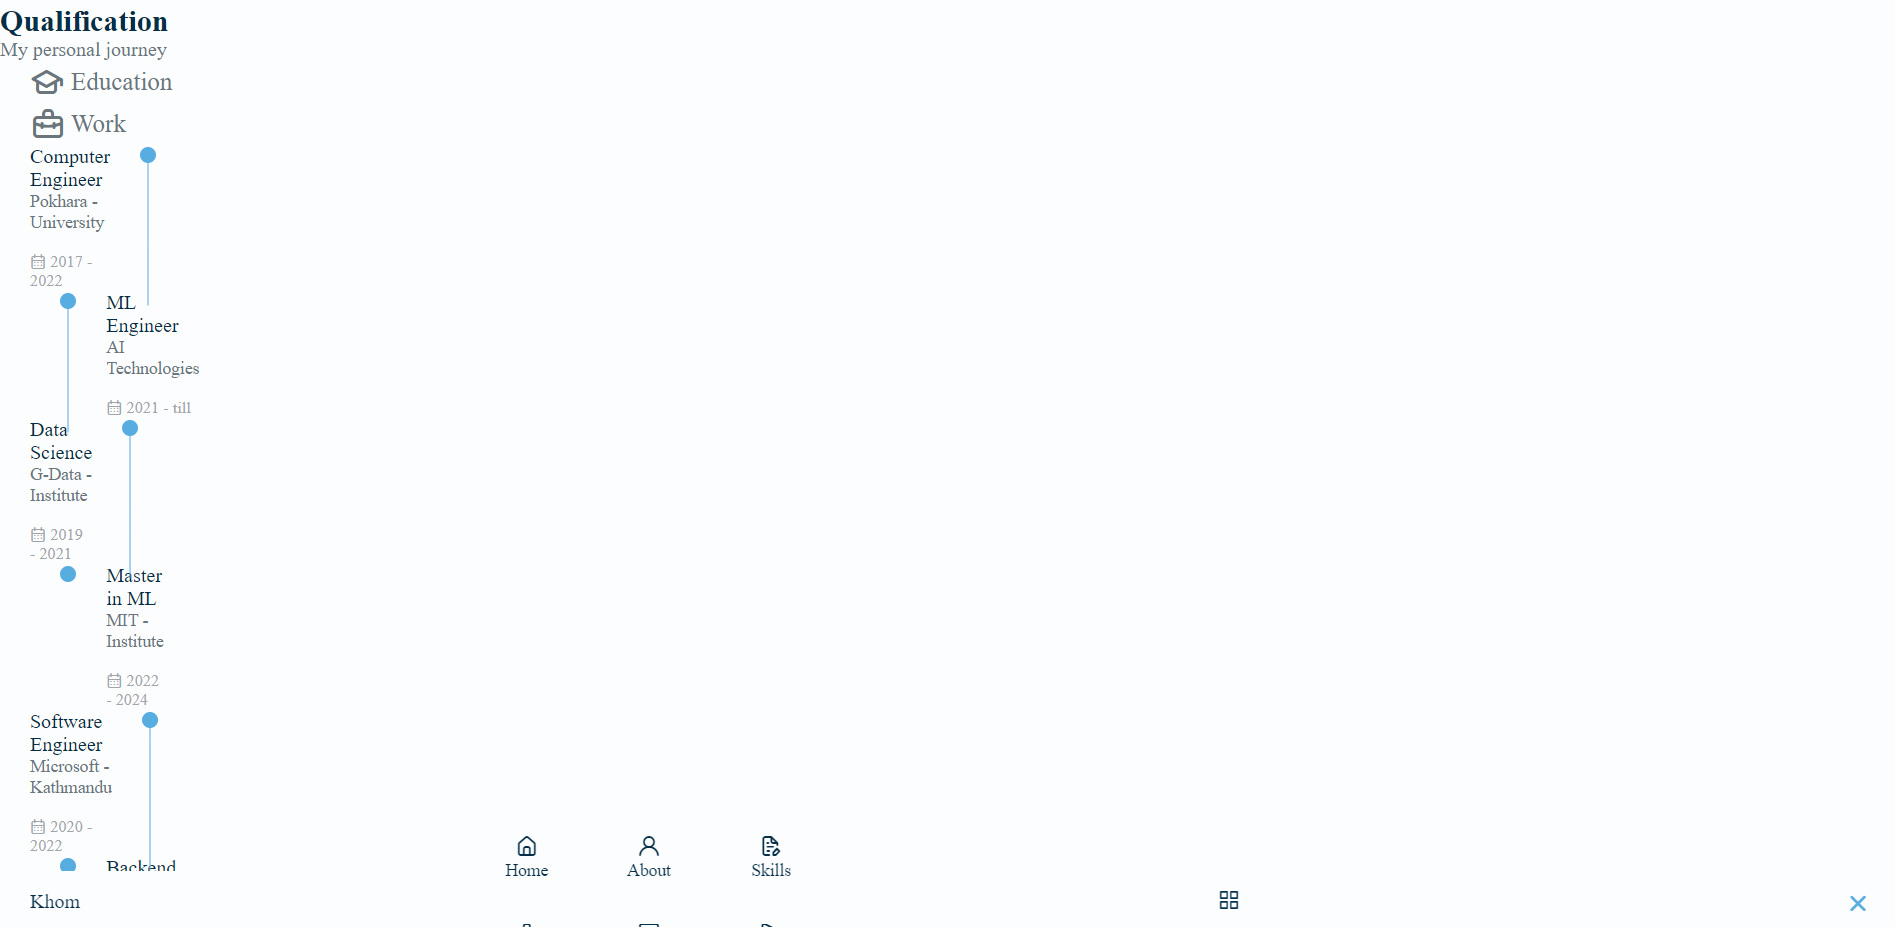 Qualification
My personal journey
Education
Work
Computer
Engineer
Pokhara -
University
2017 -
2022
ML
Engineer
AI
Technologies
2021 - till
Data
Science
G-Data -
Institute
2019
- 2021
Master
in ML
MIT -
Institute
2022
- 2024
Software
Engineer
Microsoft -
Kathmandu
2020 -
2022
Backend
Home
About
Skills
Khom